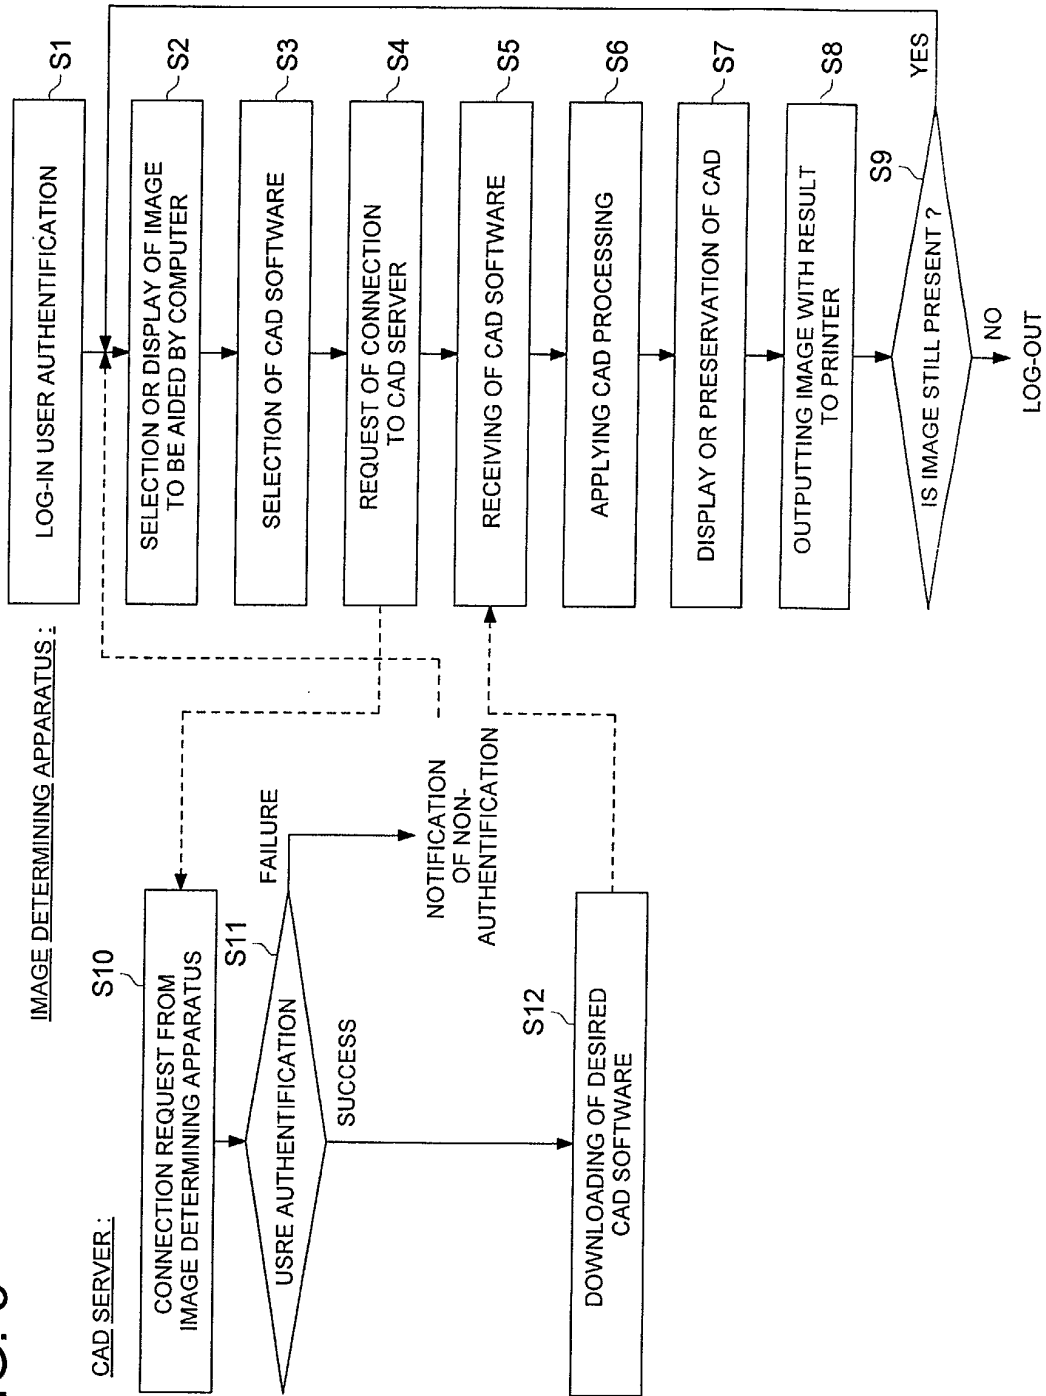 IMAGE DETERMINING APPARATUS :
LOG-IN USER AUTHENTIFICATION
S1
SELECTION OR DISPLAY OF IMAGE
TO BE AIDED BY COMPUTER
S2
SELECTION OF CAD SOFTWARE
S3
REQUEST OF CONNECTION
TO CAD SERVER
S4
RECEIVING OF CAD SOFTWARE
S5
APPLYING CAD PROCESSING
S6
DISPLAY OR PRESERVATION OF CAD
S7
OUTPUTTING IMAGE WITH RESULT
TO PRINTER
S8
IS IMAGE STILL PRESENT ?
S9
YES
NO
LOG-OUT
CAD SERVER :
CONNECTION REQUEST FROM
IMAGE DETERMINING APPARATUS
S10
USRE AUTHENTIFICATION
S11
FAILURE
NOTIFICATION
OF NON-
AUTHENTIFICATION
SUCCESS
DOWNLOADING OF DESIRED
CAD SOFTWARE
S12